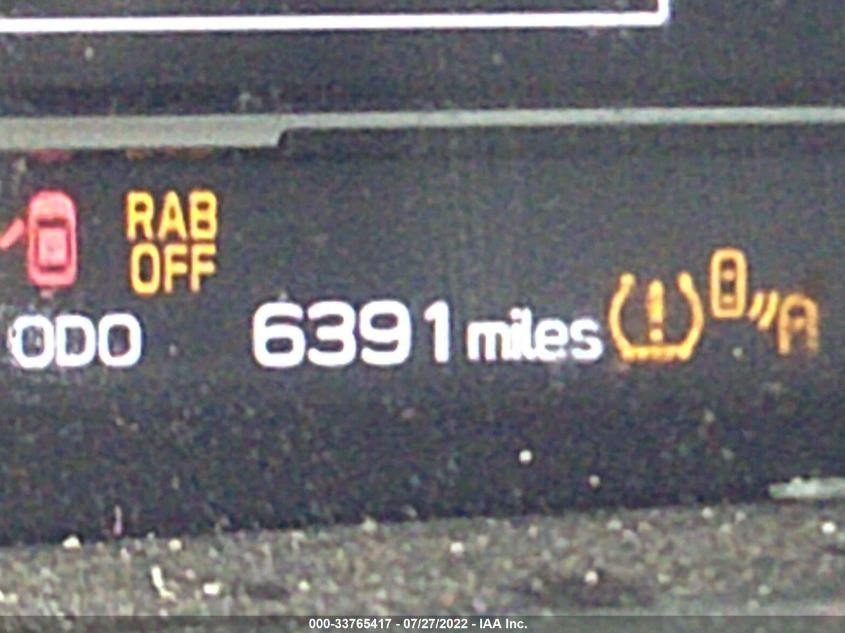 RAB
OFF
ODO 6391 miles
000-33765417 - 07/27/2022 - IAA Inc.